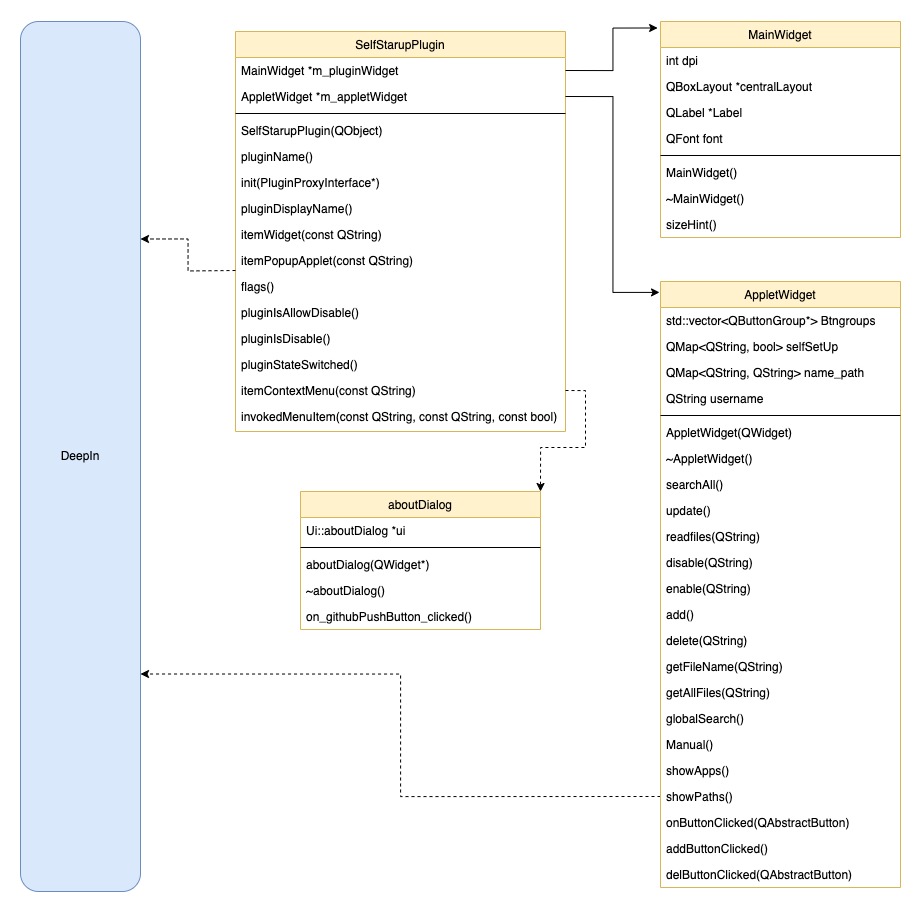 DeepIn
SelfStarupPlugin
MainWidget *m_pluginWidget
AppletWidget *m_appletWidget
SelfStarupPlugin(QObject)
pluginName()
init(PluginProxyInterface*)
pluginDisplayName()
itemWidget(const QString)
itemPopupApplet(const QString)
flags()
pluginIsAllowDisable()
pluginIsDisable()
pluginStateSwitched()
itemContextMenu(const QString)
invokedMenuItem(const QString, const QString, const bool)
aboutDialog
Ui::aboutDialog *ui
aboutDialog(QWidget*)
~aboutDialog()
on_githubPushButton_clicked()
MainWidget
int dpi
QBoxLayout *centralLayout
QLabel *Label
QFont font
MainWidget()
~MainWidget()
sizeHint()
AppletWidget
std::vector<QButtonGroup*> Btngroups
QMap<QString, bool> selfSetUp
QMap<QString, QString> name_path
QString username
AppletWidget(QWidget)
~AppletWidget()
searchAll()
update()
readfiles(QString)
disable(QString)
enable(QString)
add()
delete(QString)
getFileName(QString)
getAllFiles(QString)
globalSearch()
Manual()
showApps()
showPaths()
onButtonClicked(QAbstractButton)
addButtonClicked()
delButtonClicked(QAbstractButton)